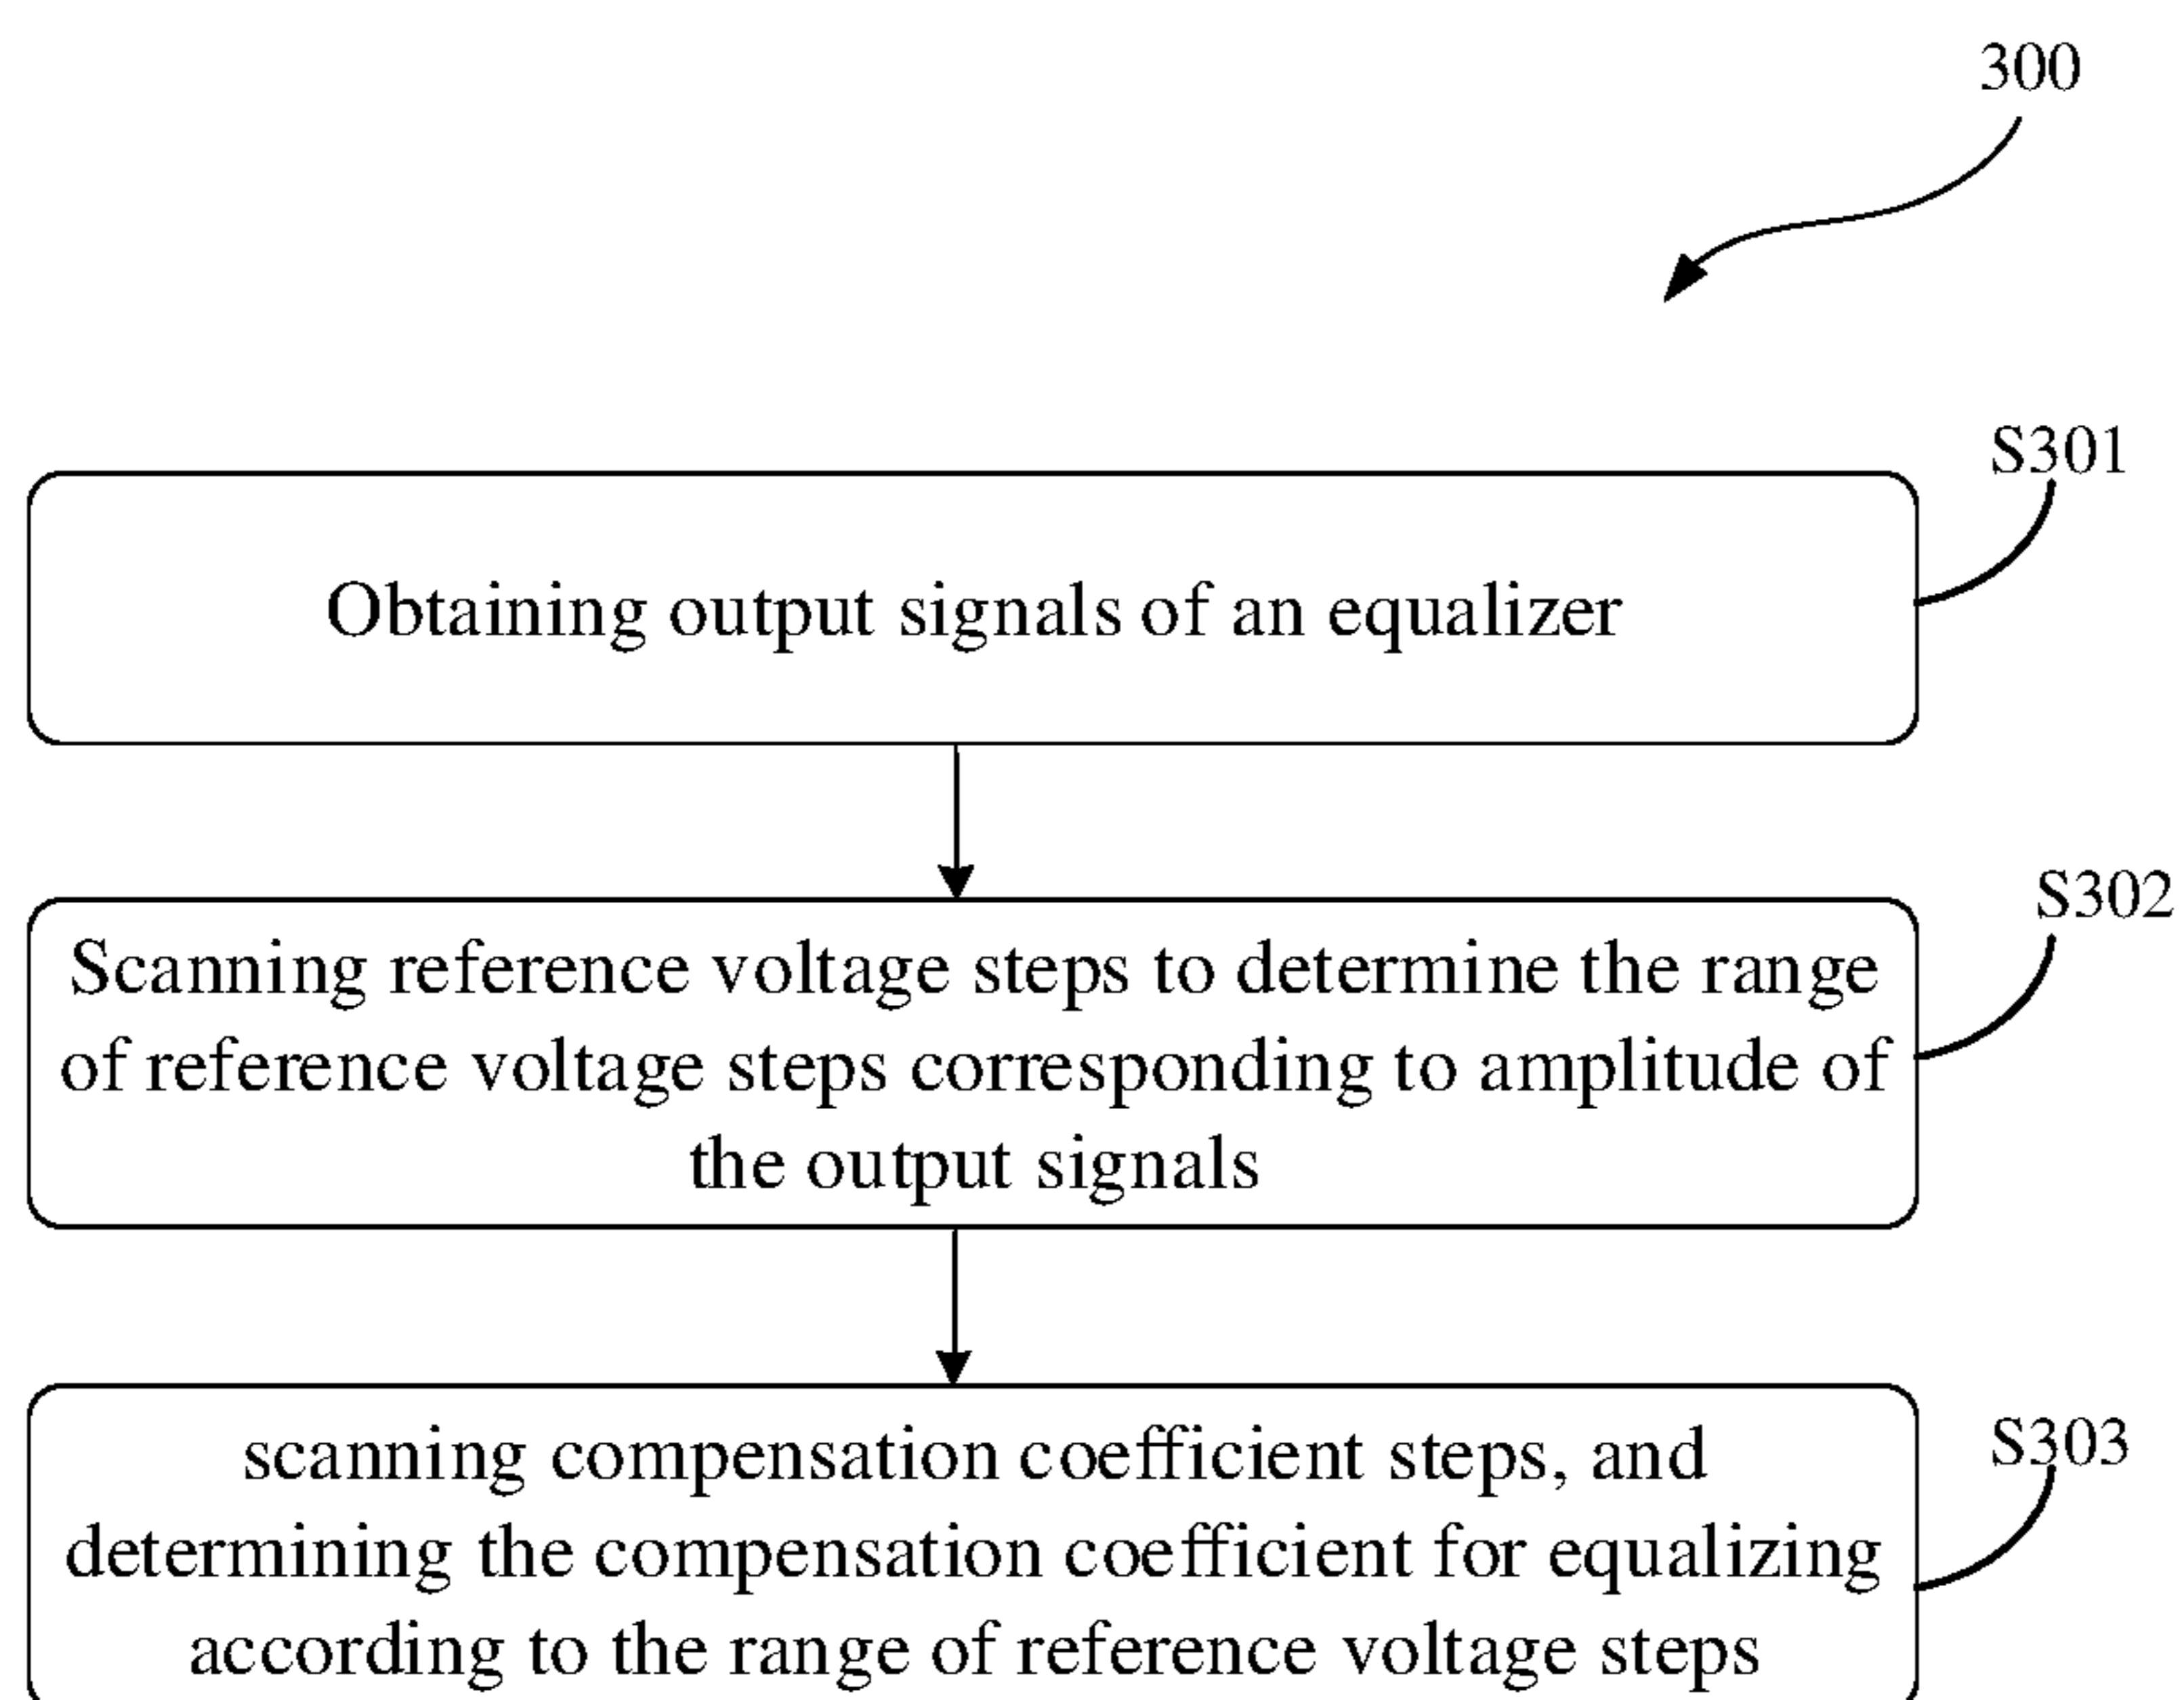 300
S301
Obtaining output signals of an equalizer
S302
Scanning reference voltage steps to determine the range
of reference voltage steps corresponding to amplitude of
the output signals
S303
scanning compensation coefficient steps, and
determining the compensation coefficient for equalizing
according to the range of reference voltage steps